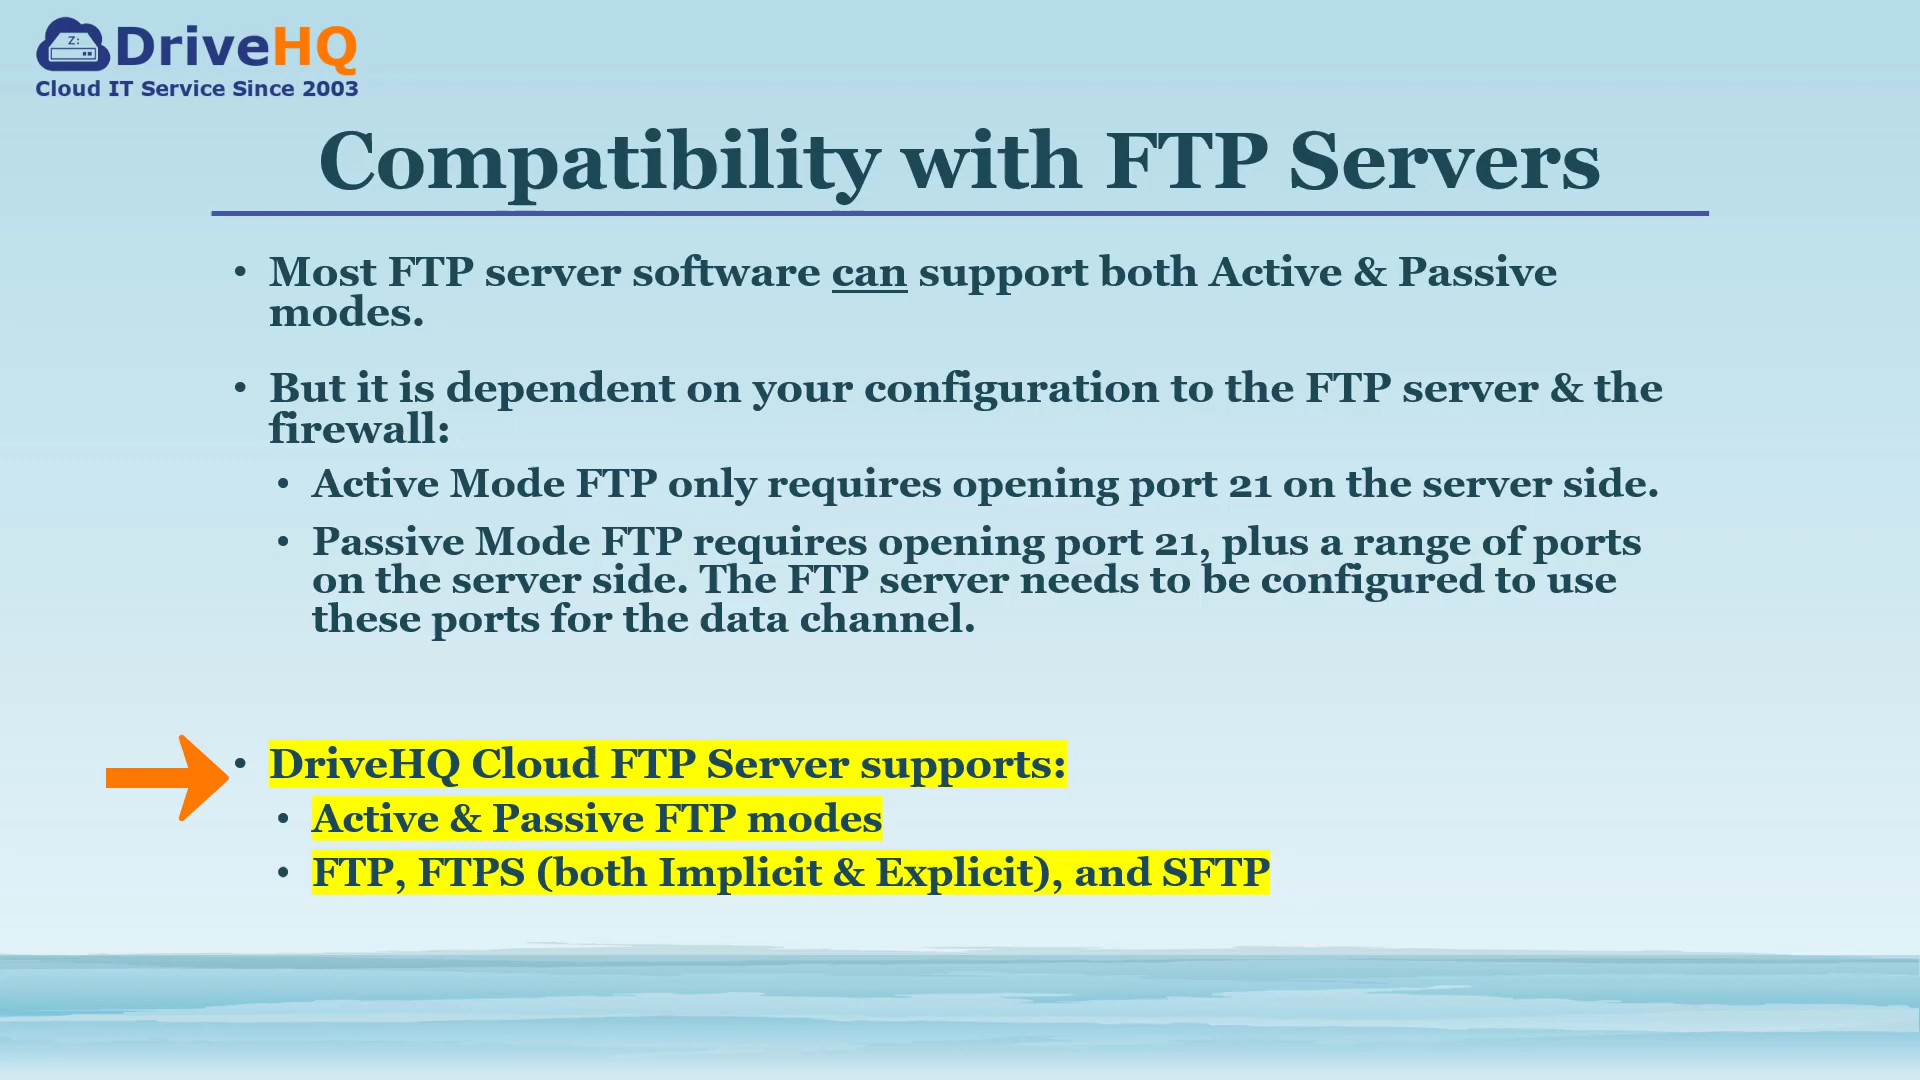 Z:
DriveHQ
Cloud IT Service Since 2003
Compatibility with FTP Servers
• Most FTP server software can support both Active & Passive
modes.
• But it is dependent on your configuration to the FTP server & the
firewall:
• Active Mode FTP only requires opening port 21 on the server side.
• Passive Mode FTP requires opening port 21, plus a range of ports
on the server side. The FTP server needs to be configured to use
these ports for the data channel.
• DriveHQ Cloud FTP Server supports:
• Active & Passive FTP modes
• FTP, FTPS (both Implicit & Explicit), and SFTP